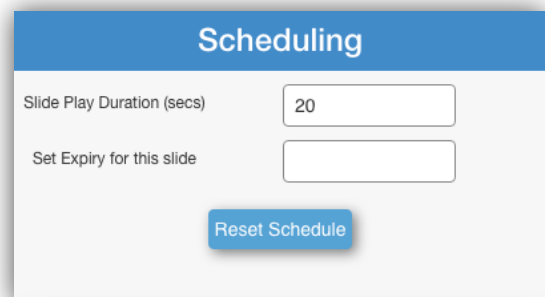 Scheduling
Slide Play Duration (secs) 20
Set Expiry for this slide
Reset Schedule